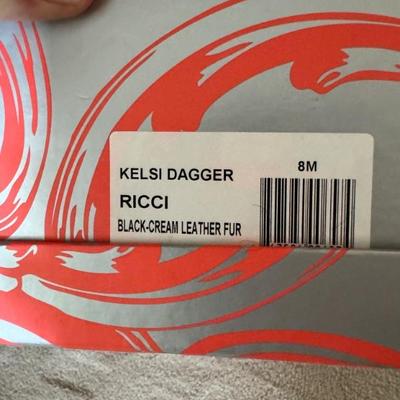 KELSI DAGGER 8M
RICCI
BLACK-CREAM LEATHER FUR